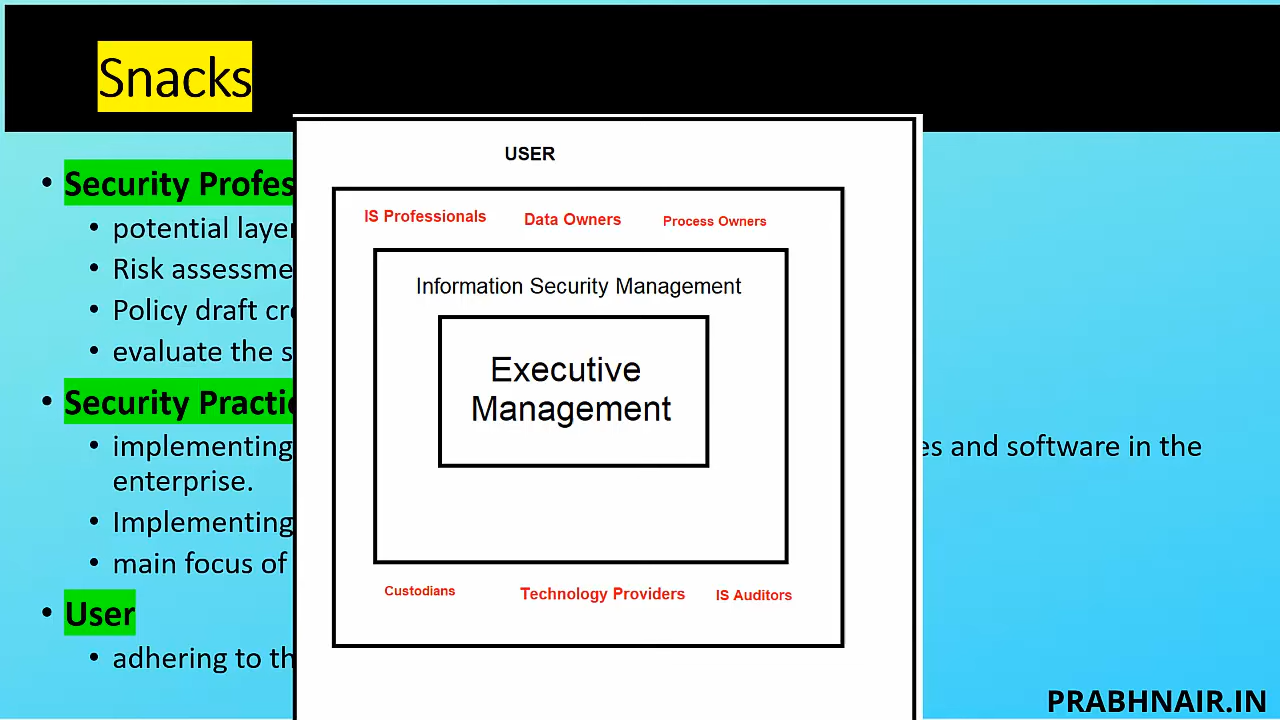 Snacks
• Security Profes
• potential layer
• Risk assessme
• Policy draft cr
• evaluate the s
• Security Practi
• implementing
es and software in the
enterprise.
• Implementing
• main focus of
• User
• adhering to th
USER
IS Professionals Data Owners Process Owners
Information Security Management
Executive
Management
Custodians Technology Providers IS Auditors
PRABHNAIR.IN